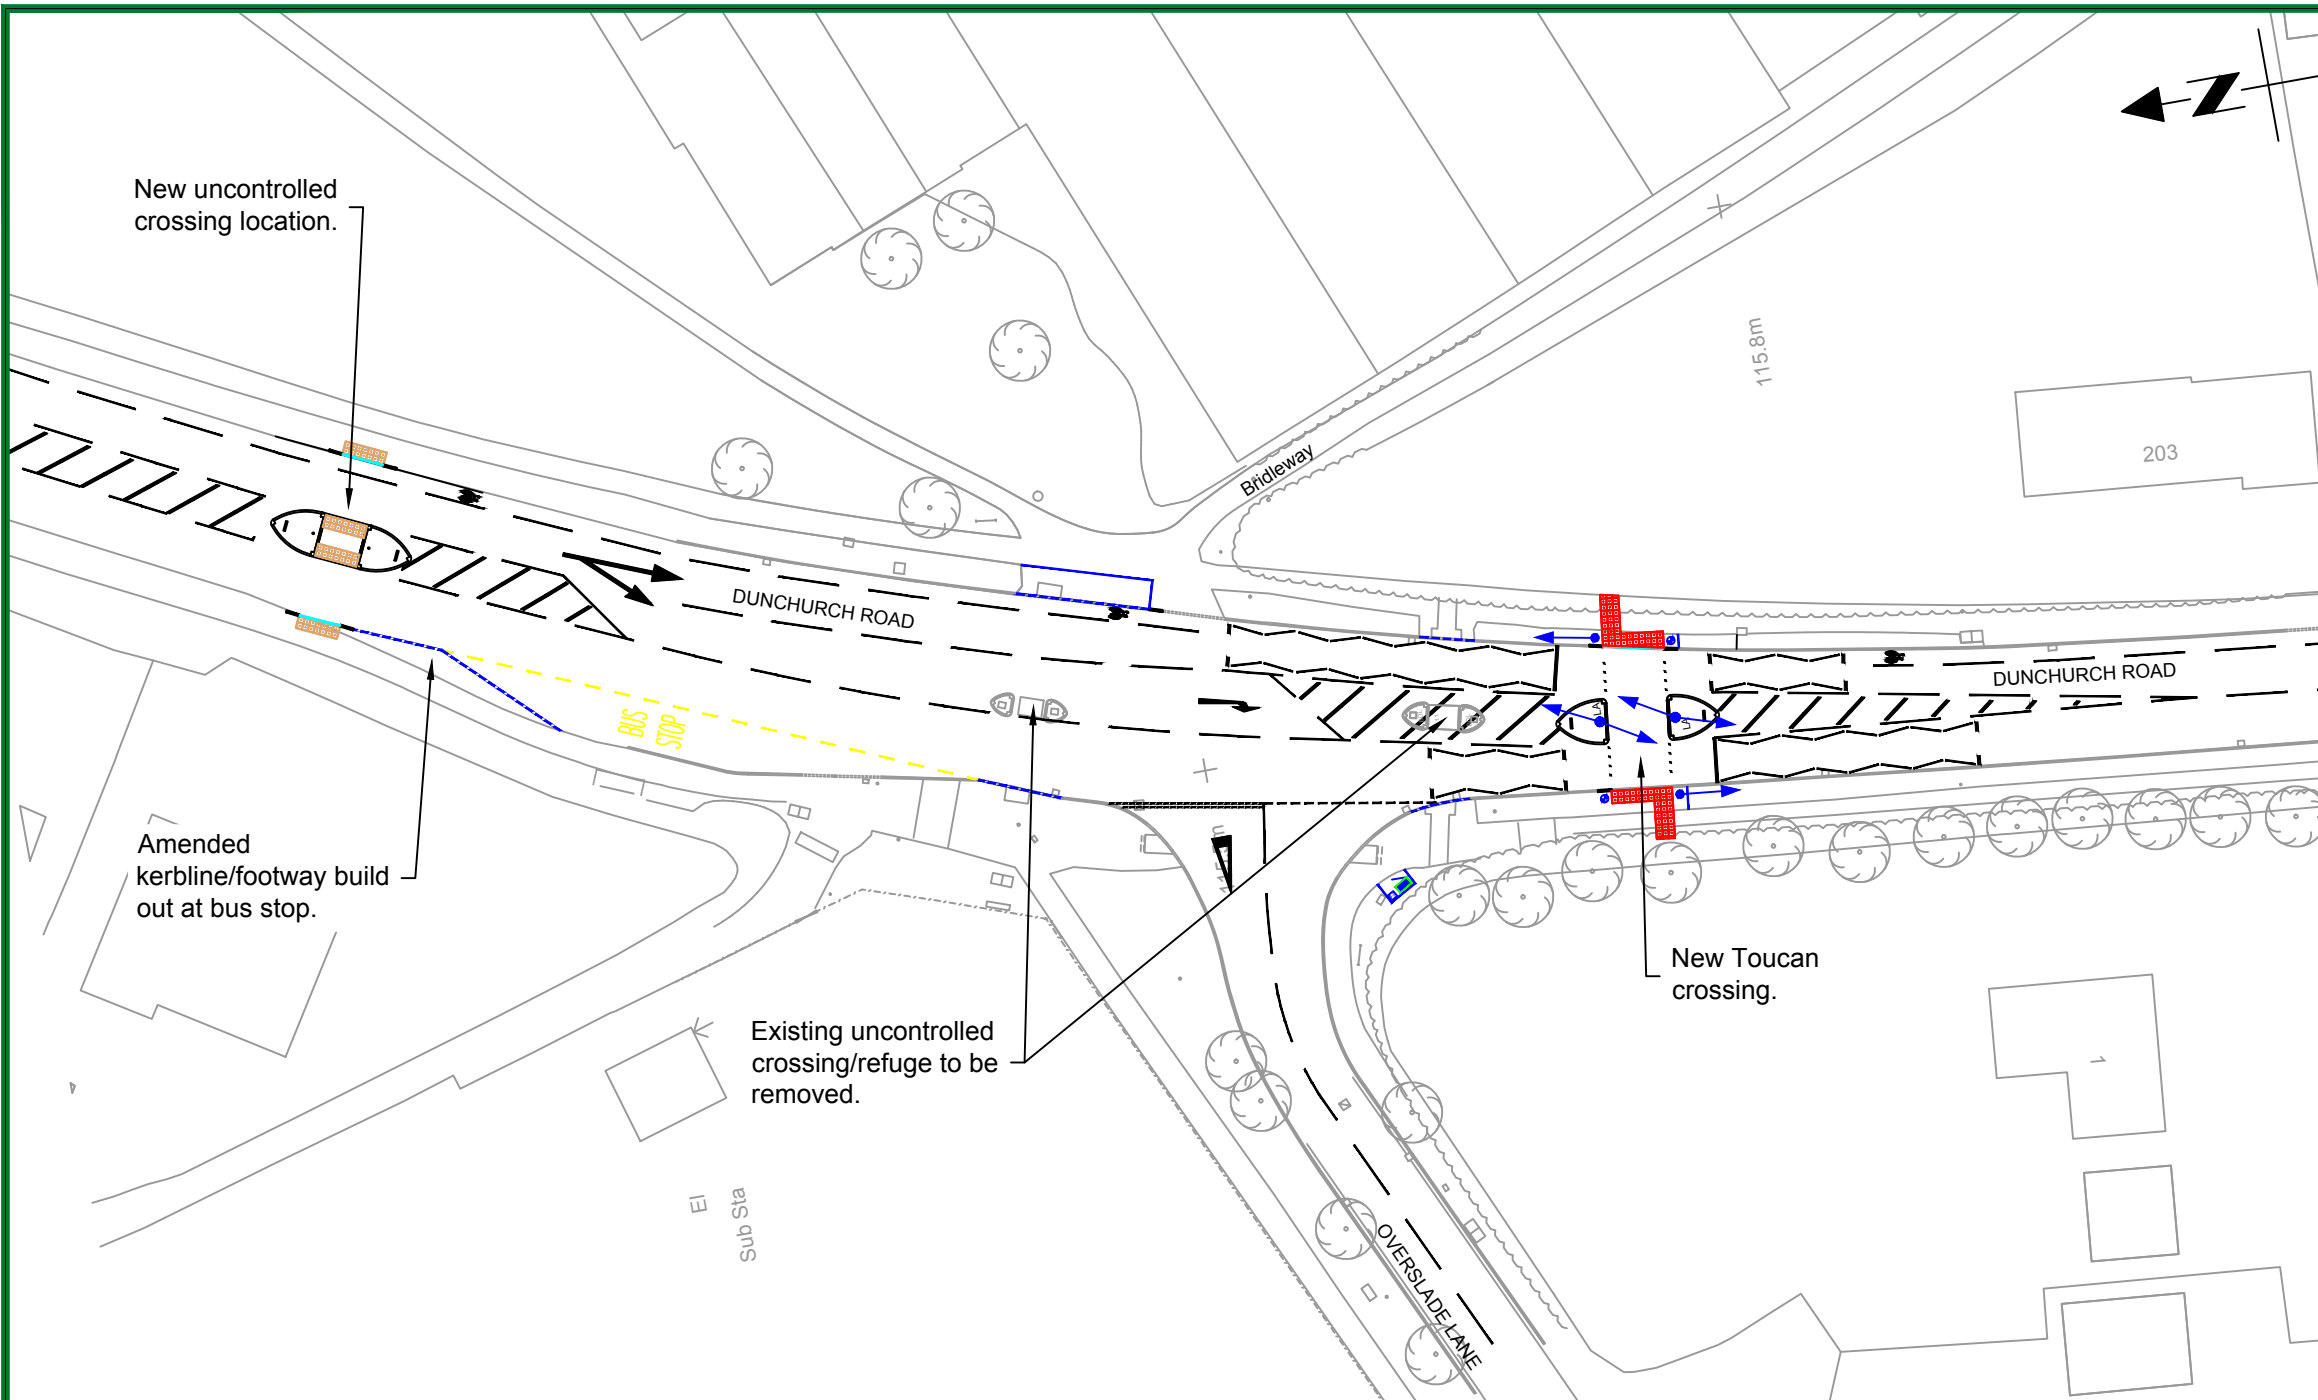 N
New uncontrolled
crossing location.
115.8m
203
Bridleway
DUNCHURCH ROAD
DUNCHURCH ROAD
BUS
STOP
Amended
kerbline/footway build
out at bus stop.
New Toucan
crossing.
Existing uncontrolled
crossing/refuge to be
removed.
1
El
Sub Sta
OVERSLADE LANE